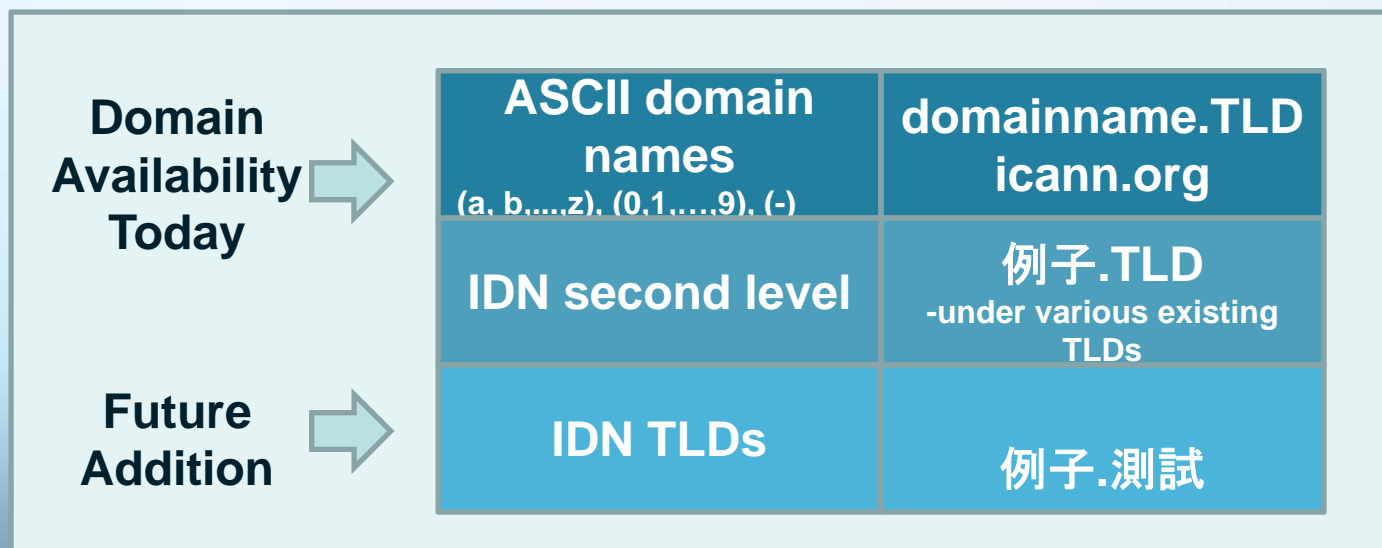 Domain
Availability
Today
ASCII domain
names
(a, b,...,z), (0,1,...,9), (-)
domainname.TLD
icann.org
IDN second level
例子.TLD
-under various existing
TLDs
Future
Addition
IDN TLDs
例子.測試